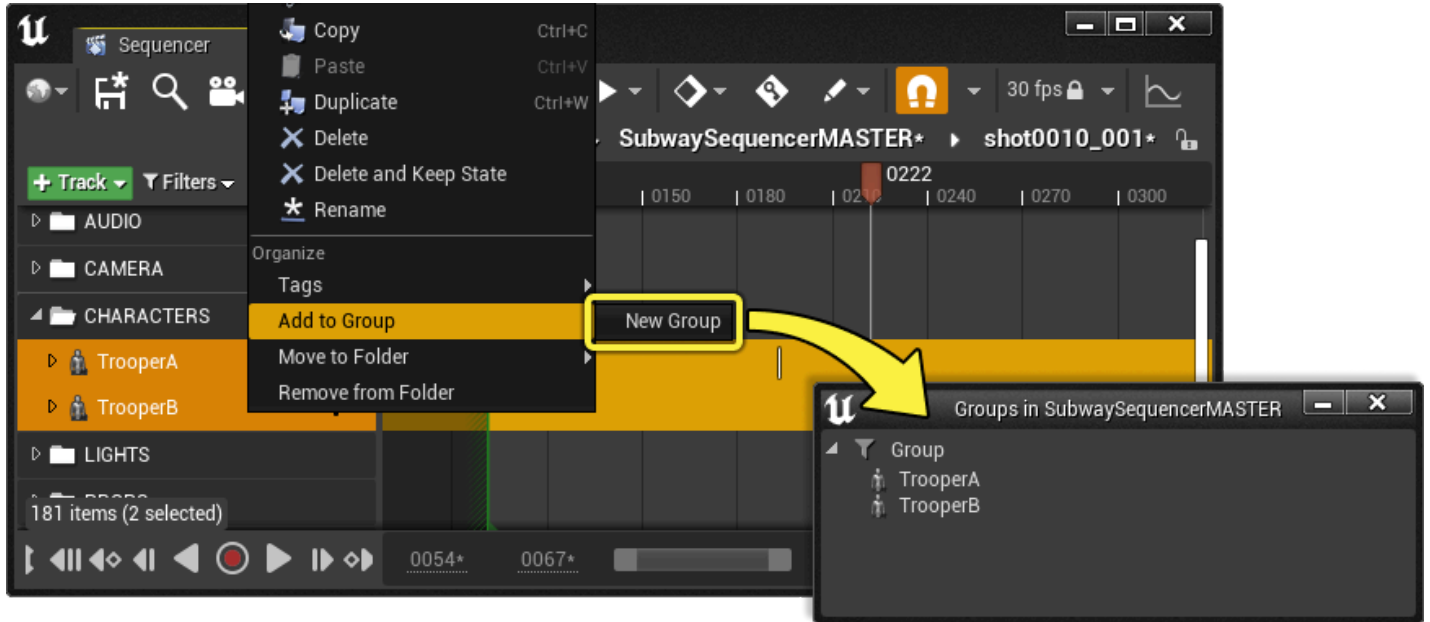 Sequencer
Copy Ctrl+C
Paste Ctrl+V
Duplicate Ctrl+W
Delete
Delete and Keep State
Rename
Organize
Tags
Add to Group
Move to Folder
Remove from Folder
New Group
30 fps
SubwaySequencerMASTER* shot0010_001*
+ Track Filters
0222
0150 0180 0210 0240 0270 0300
AUDIO
CAMERA
CHARACTERS
TrooperA
TrooperB
LIGHTS
181 items (2 selected)
0054* 0067*
Groups in SubwaySequencerMASTER
Group
TrooperA
TrooperB